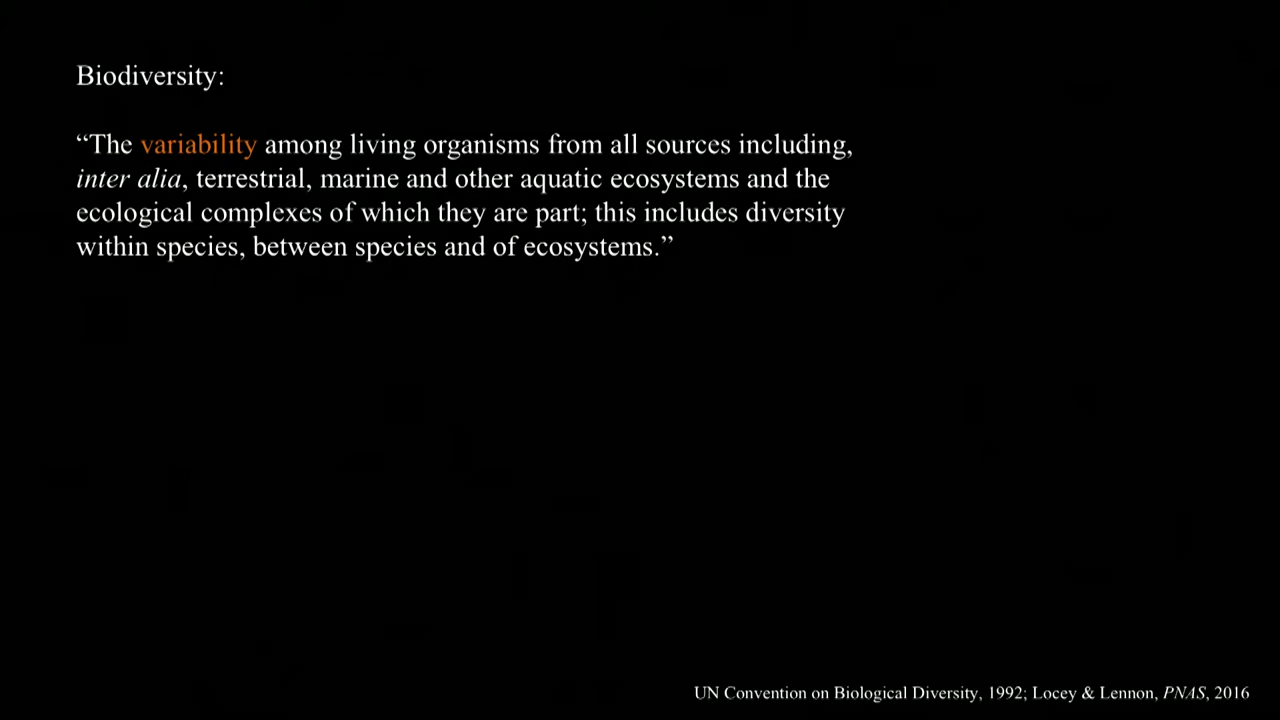 Biodiversity:
“The variability among living organisms from all sources including,
inter alia, terrestrial, marine and other aquatic ecosystems and the
ecological complexes of which they are part; this includes diversity
within species, between species and of ecosystems.”
UN Convention on Biological Diversity, 1992; Locey & Lennon, PNAS, 2016